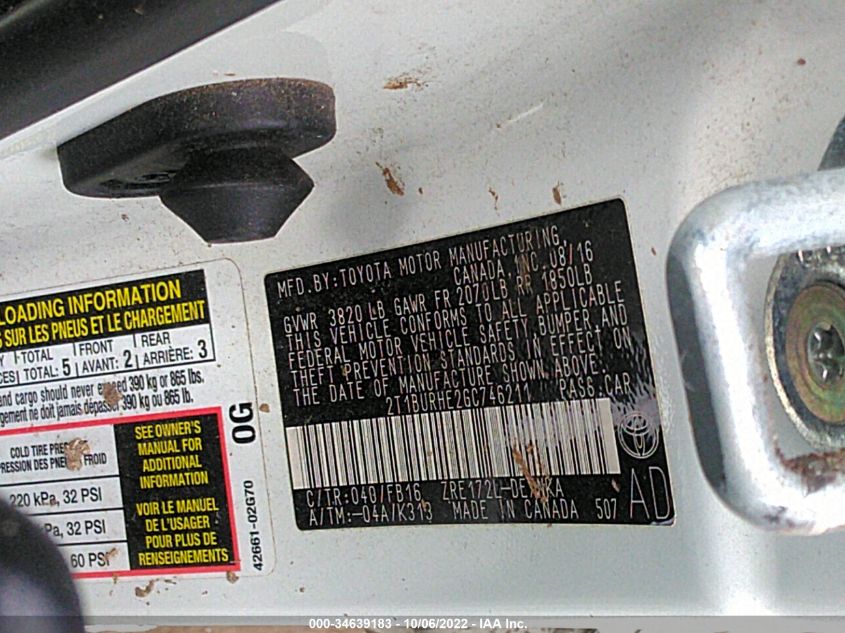 LOADING INFORMATION
SUR LES PNEUS ET LE CHARGEMENT
TOTAL FRONT REAR
TOTAL: 5 AVANT: 2 ARRIÈRE: 3
and cargo should never exceed 390 kg or 865 lbs.
ne doit jamais dépasser 390 kg ou 865 lb.
COLD TIRE
DES FROID
220 kPa, 32 PSI
32 PSI
60 PSI
SEE OWNER'S
MANUAL FOR
ADDITIONAL
INFORMATION
VOIR LE MANUEL
DE L'USAGER
POUR PLUS DE
RENSEIGNEMENTS
0G
42661-02G70
MFD. BY: TOYOTA MOTOR MANUFACTURING,
CANADA, INC. 08/16
GVWR 3820 LB GAWR FR 2070LB RR 1850LB
THIS VEHICLE CONFORMS TO ALL APPLICABLE
FEDERAL MOTOR VEHICLE SAFETY, BUMPER AND
THEFT PREVENTION STANDARDS IN EFFECT ON
THE DATE OF MANUFACTURE SHOWN ABOVE.
2T1BURHE2GC746211 PASS.CAR
C/TR: 040/FB16
A/TM:-04A/K313 MADE IN CANADA 507
AD
000-34639183 - 10/06/2022 - IAA Inc.